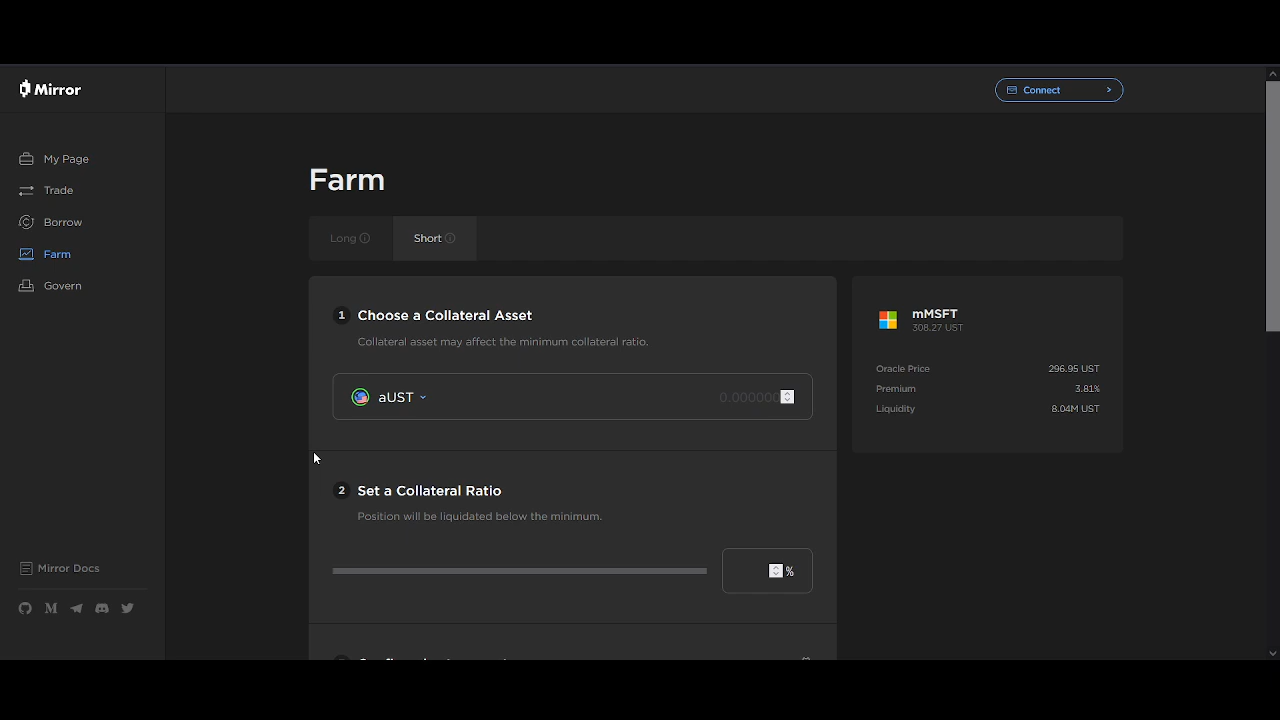 Mirror
Connect
My Page
Trade
Borrow
Farm
Govern
Mirror Docs
Farm
Long
Short
1 Choose a Collateral Asset
Collateral asset may affect the minimum collateral ratio.
aUST 0.000000
2 Set a Collateral Ratio
Position will be liquidated below the minimum.
%
mMSFT
308.27 UST
Oracle Price 296.95 UST
Premium 3.81%
Liquidity 8.04M UST